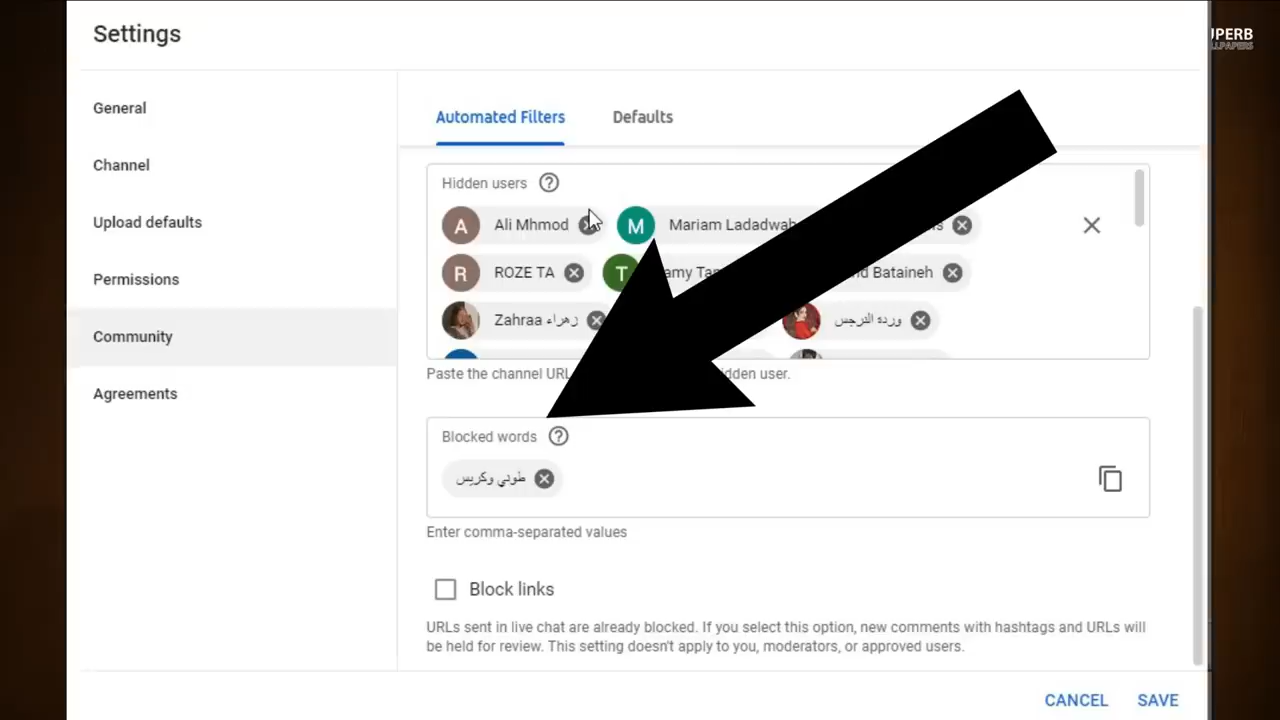 Settings
UPERB
General
Channel
Upload defaults
Permissions
Community
Agreements
Automated Filters
Defaults
Hidden users
A Ali Mhmod
M Mariam Ladadwah
R ROZE TA
T Bataineh
Zahraa زهراء
وردة النرجس
Paste the channel URL idden user.
Blocked words
طوني وكريس
Enter comma-separated values
Block links
URLs sent in live chat are already blocked. If you select this option, new comments with hashtags and URLs will
be held for review. This setting doesn't apply to you, moderators, or approved users.
CANCEL SAVE